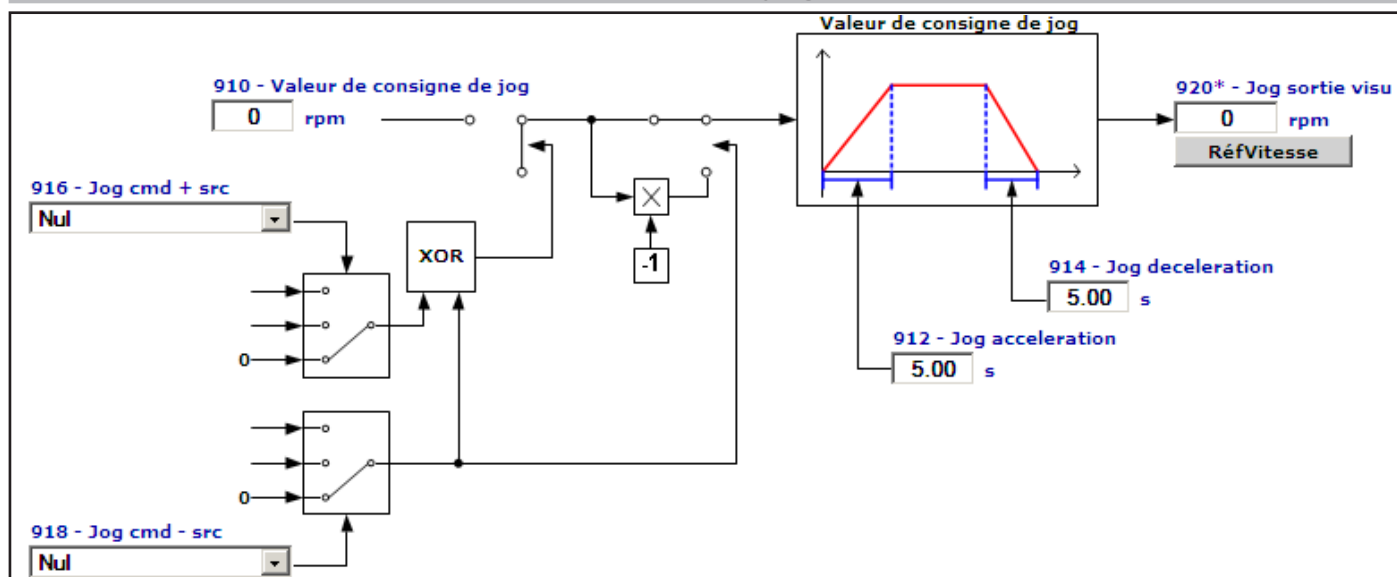 Valeur de consigne de jog
910 - Valeur de consigne de jog
0 rpm
920* - Jog sortie visu
0 rpm
RéfVitesse
916 - Jog cmd + src
Nul
XOR
-1
0
914 - Jog deceleration
5.00 s
912 - Jog acceleration
5.00 s
0
918 - Jog cmd - src
Nul